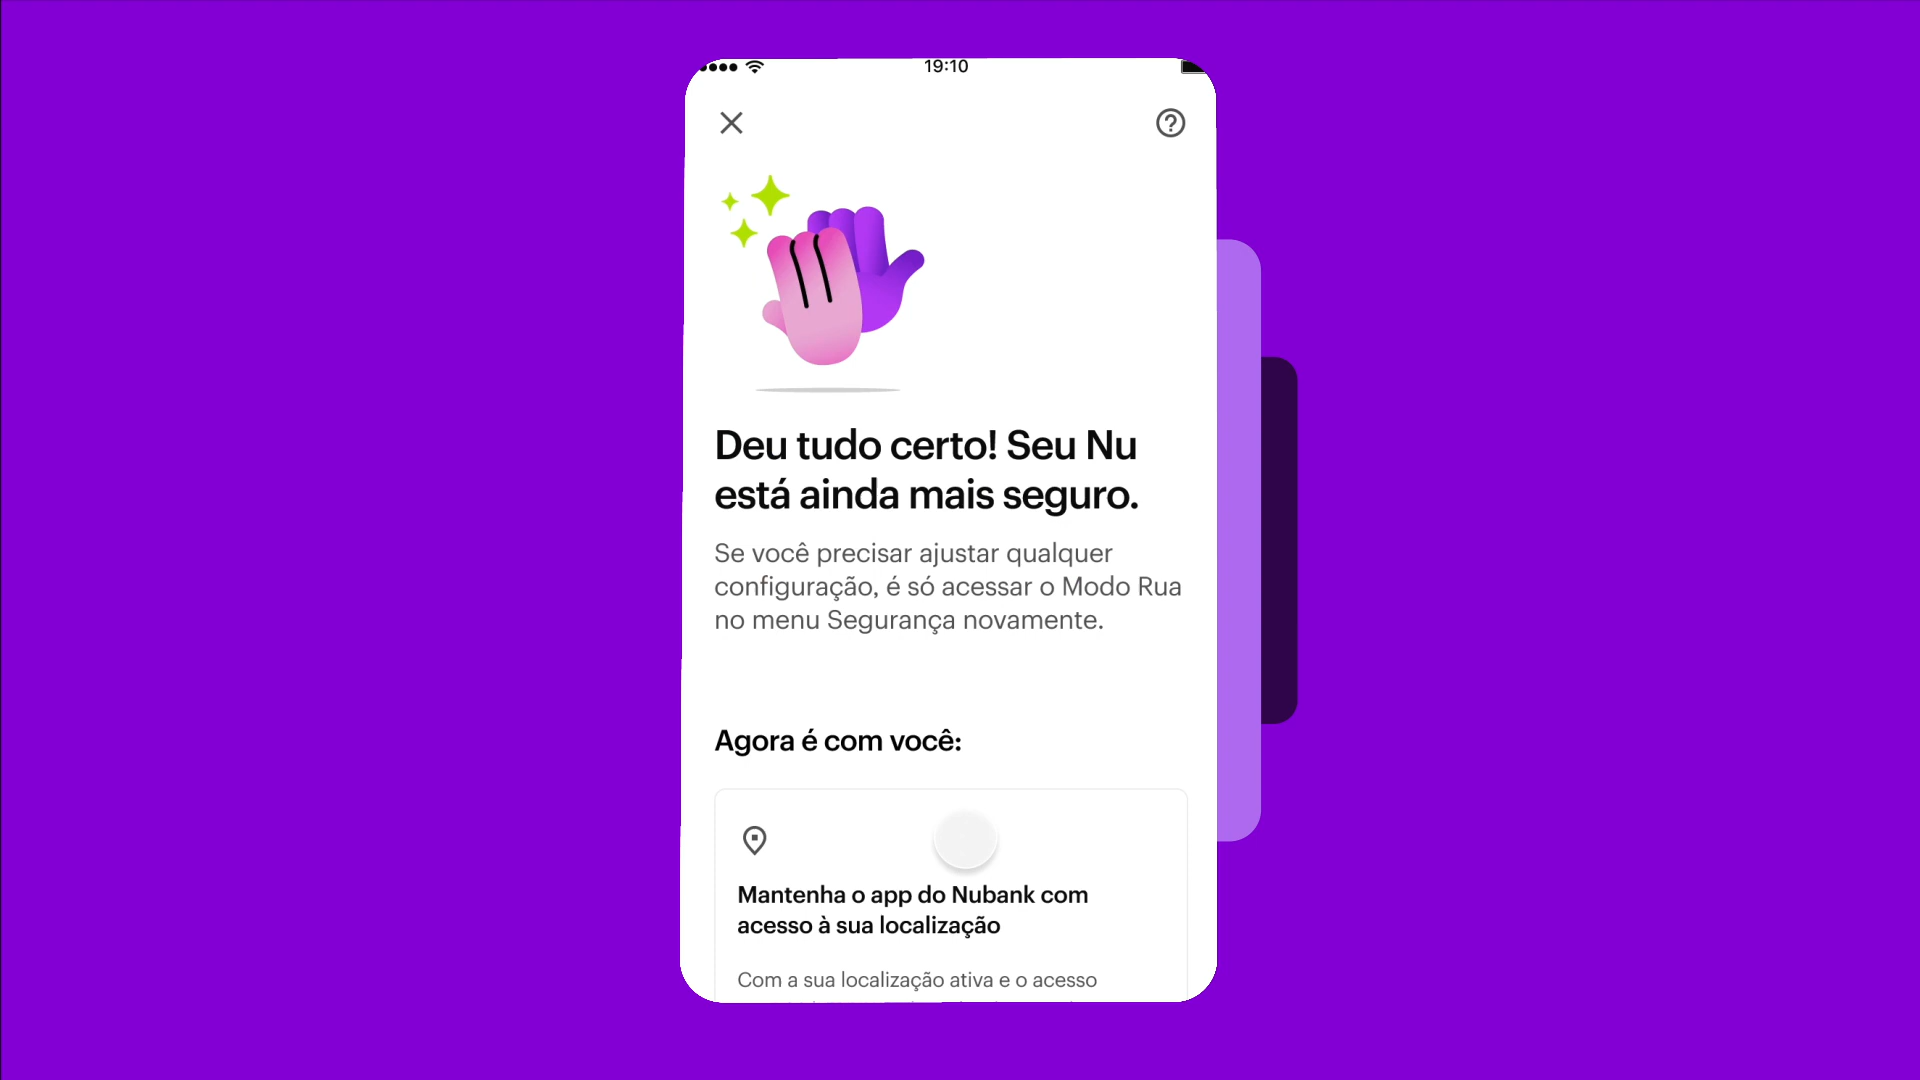 19:10
Deu tudo certo! Seu Nu
está ainda mais seguro.
Se você precisar ajustar qualquer
configuração, é só acessar o Modo Rua
no menu Segurança novamente.
Agora é com você:
Mantenha o app do Nubank com
acesso à sua localização
Com a sua localização ativa e o acesso